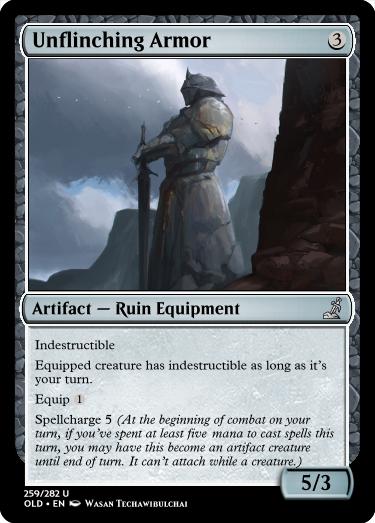 Unflinching Armor 3
Artifact — Ruin Equipment
Indestructible
Equipped creature has indestructible as long as it's
your turn.
Equip 1
Spellcharge 5 (At the beginning of combat on your
turn, if you've spent at least five mana to cast spells this
turn, you may have this become an artifact creature
until end of turn. It can't attach while a creature.)
5/3
259/282 U
OLD • EN Wasan Techawibulchai